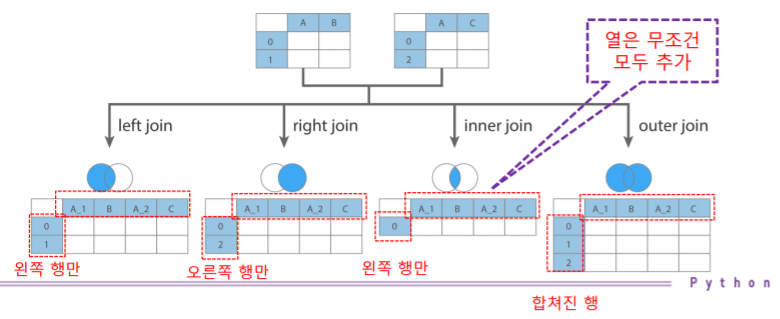 A B
0
1
A C
0
2
열은 무조건
모두 추가
left join
right join
inner join
outer join
A_1 B A_2 C
0
1
왼쪽 행만
A_1 B A_2 C
0
2
오른쪽 행만
A_1 B A_2 C
0
왼쪽 행만
A_1 B A_2 C
0
1
2
합쳐진 행
Python